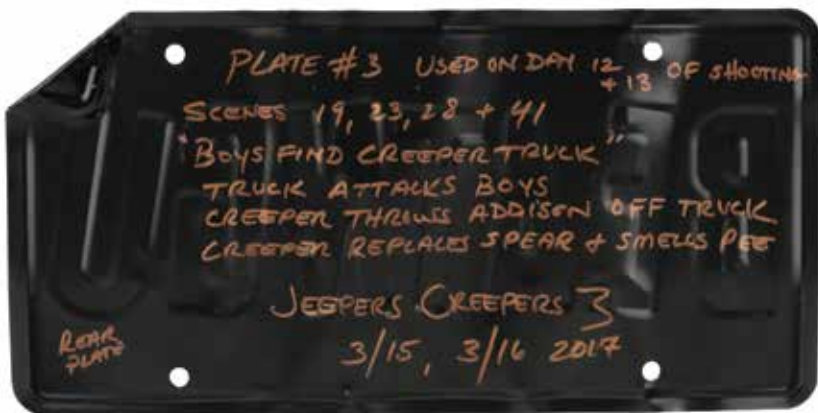 PLATE #3 USED ON DAY 12 + 13 OF SHOOTING
SCENES 19, 23, 28 + 41
"BOYS FIND CREEPER TRUCK"
TRUCK ATTACKS BOYS
CREEPER THROWS ADDISON OFF TRUCK
CREEPER REPLACES SPEAR & SMELLS PEE
JEEPERS CREEPERS 3
3/15, 3/16 2017
REAR
PLATE